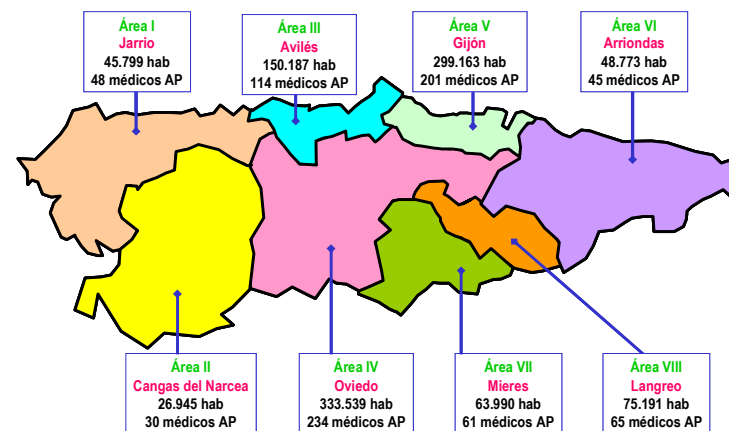 Área I
Jarrio
45.799 hab
48 médicos AP
Área III
Avilés
150.187 hab
114 médicos AP
Área V
Gijón
299.163 hab
201 médicos AP
Área VI
Arriondas
48.773 hab
45 médicos AP
Área II
Cangas del Narcea
26.945 hab
30 médicos AP
Área IV
Oviedo
333.539 hab
234 médicos AP
Área VII
Mieres
63.990 hab
61 médicos AP
Área VIII
Langreo
75.191 hab
65 médicos AP